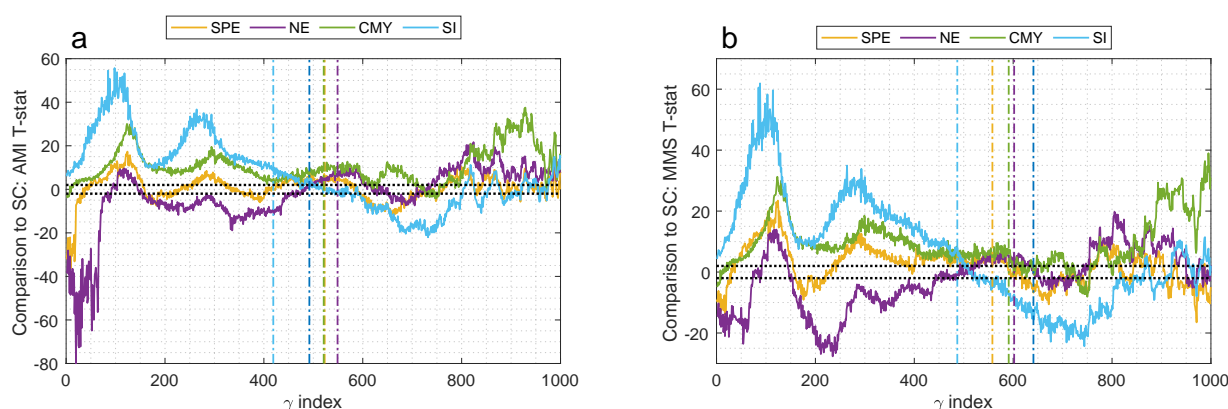 a
SPE NE CMY SI
Comparison to SC: AMI T-stat
60
40
20
0
-20
-40
-60
-80
0 200 400 600 800 1000
γ index
b
SPE NE CMY SI
Comparison to SC: MMS T-stat
60
40
20
0
-20
0 200 400 600 800 1000
γ index